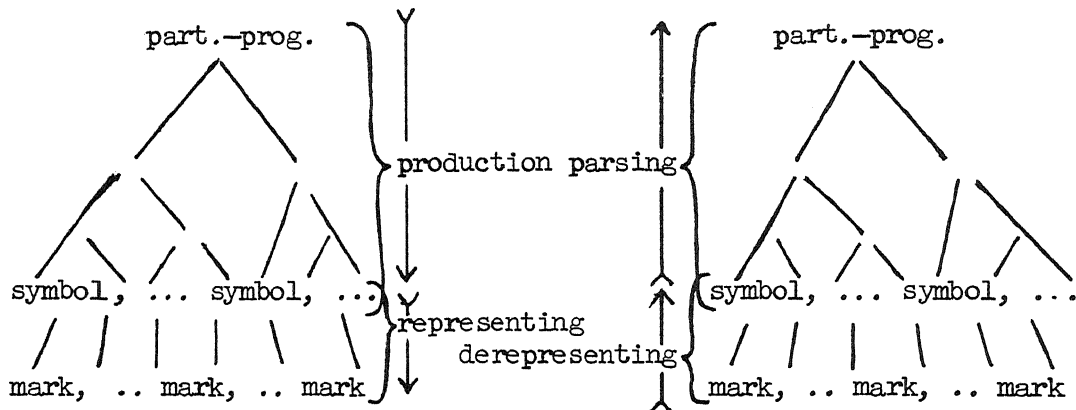 part.-prog. part.-prog.
production parsing
symbol, ... symbol, ... symbol, ... symbol, ...
representing
derepresenting
mark, .. mark, .. mark mark, .. mark, .. mark